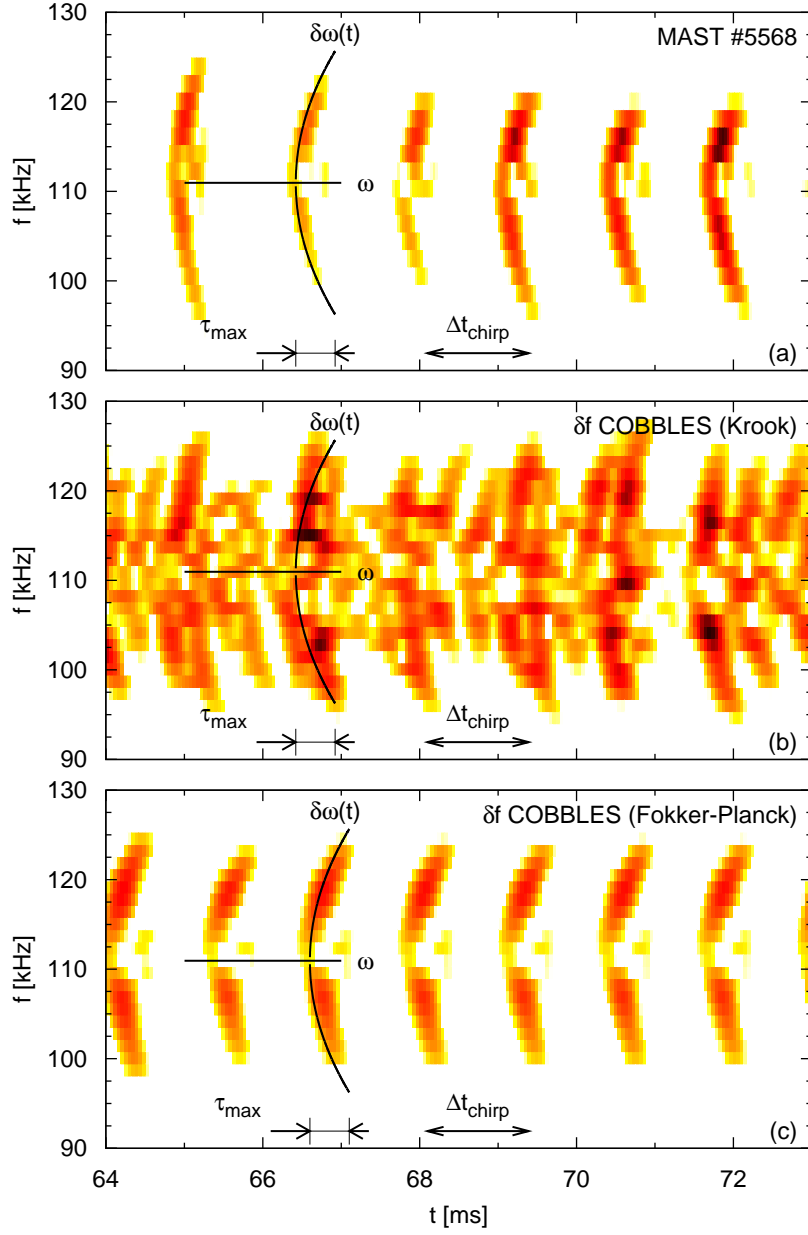 δω(t)
MAST #5568
130
120
f [kHz]
110
ω
100
τmax
Δtchirp
90
(a)
130
δω(t)
δf COBBLES (Krook)
120
f [kHz]
110
ω
100
τmax
Δtchirp
90
(b)
130
δω(t)
δf COBBLES (Fokker-Planck)
120
f [kHz]
110
ω
100
τmax
Δtchirp
90
(c)
64 66 68 70 72
t [ms]